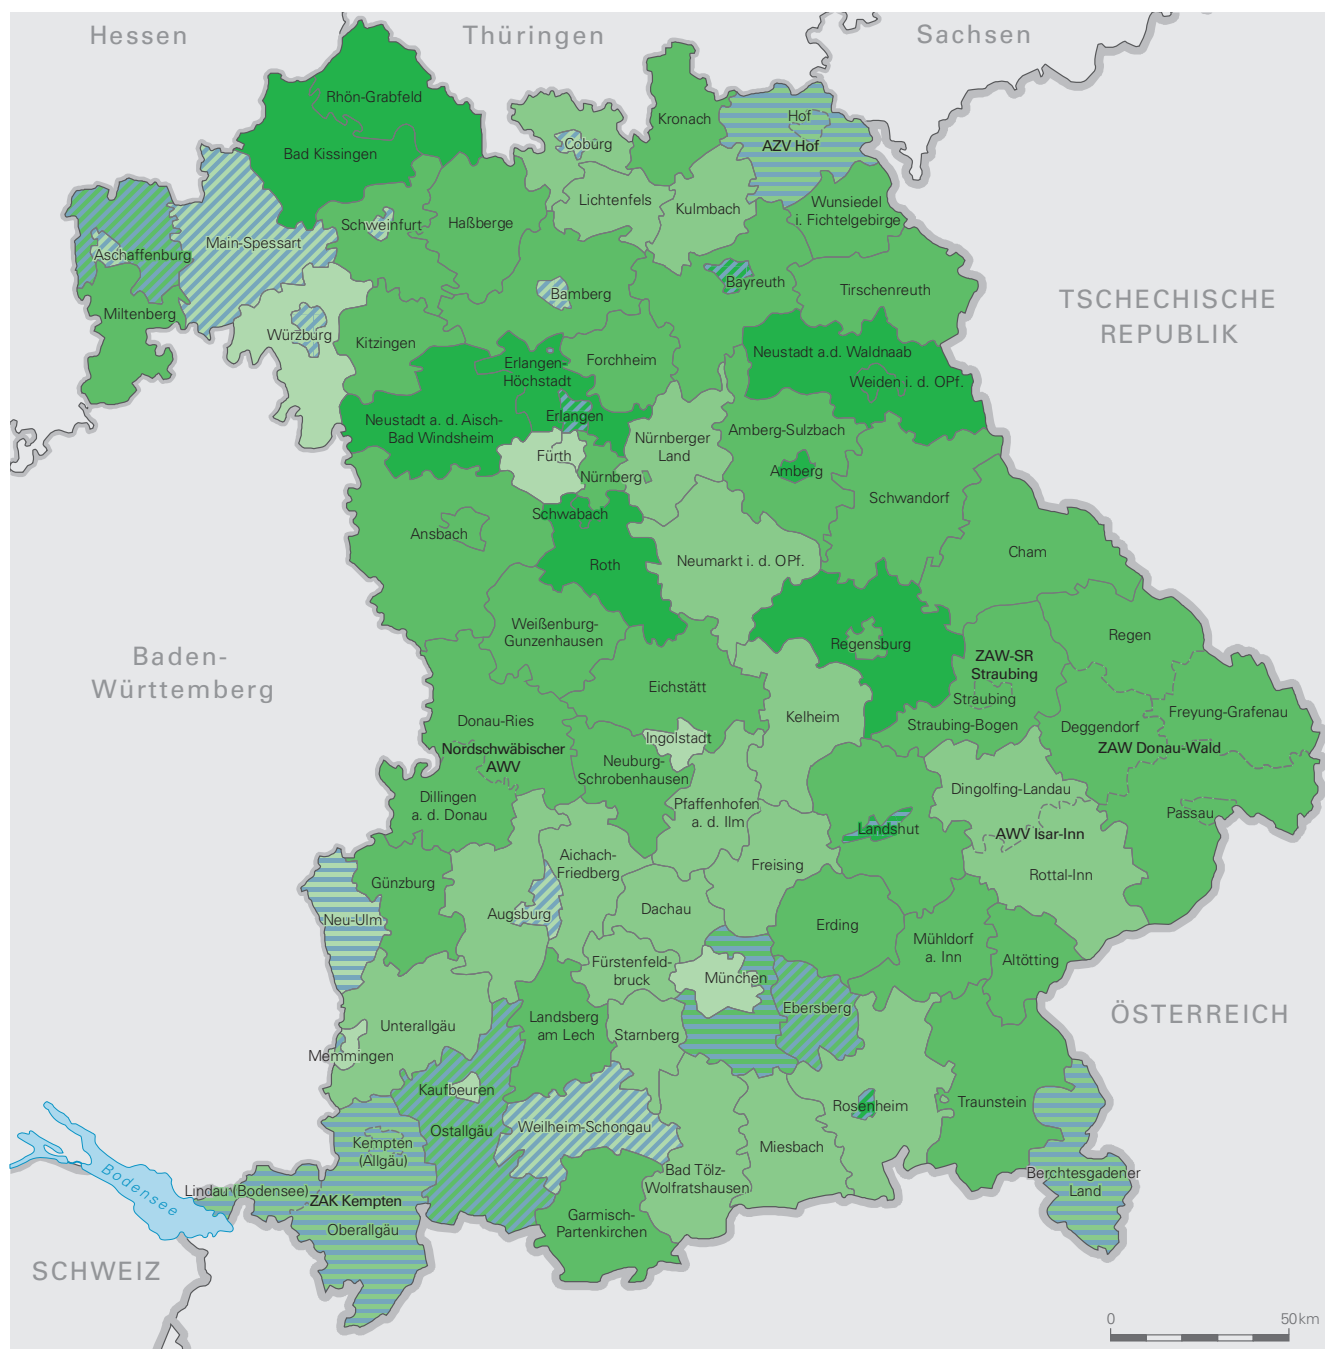 Hessen
Thüringen
Sachsen
Rhön-Grabfeld
Bad Kissingen
Coburg
Kronach
Hof
AZV Hof
Lichtenfels
Kulmbach
Wunsiedel
i. Fichtelgebirge
Schweinfurt
Haßberge
Main-Spessart
Aschaffenburg
Miltenberg
Bamberg
Bayreuth
Tirschenreuth
TSCHECHISCHE
REPUBLIK
Würzburg
Kitzingen
Erlangen-
Höchstadt
Forchheim
Neustadt a.d. Waldnaab
Weiden i. d. OPf.
Neustadt a. d. Aisch-
Bad Windsheim
Erlangen
Fürth
Nürnberger
Land
Nürnberg
Amberg-Sulzbach
Amberg
Schwandorf
Ansbach
Schwabach
Roth
Neumarkt i. d. OPf.
Cham
Weißenburg-
Gunzenhausen
Regensburg
Regen
ZAW-SR
Straubing
Straubing
Straubing-Bogen
Baden-
Württemberg
Eichstätt
Kelheim
Deggendorf
Freyung-Grafenau
ZAW Donau-Wald
Donau-Ries
Nordschwäbischer
AWV
Ingolstadt
Neuburg-
Schrobenhausen
Dillingen
a. d. Donau
Pfaffenhofen
a. d. Ilm
Dingolfing-Landau
AWV Isar-Inn
Rottal-Inn
Passau
Landshut
Aichach-
Friedberg
Freising
Günzburg
Neu-Ulm
Augsburg
Dachau
Erding
Mühldorf
a. Inn
Altötting
Fürstenfeld-
bruck
München
Ebersberg
ÖSTERREICH
Unterallgäu
Landsberg
am Lech
Starnberg
Memmingen
Kaufbeuren
Ostallgäu
Weilheim-Schongau
Rosenheim
Traunstein
Miesbach
Kempten
(Allgäu)
Bad Tölz-
Wolfratshausen
Berchtesgadener
Land
Bodensee
Lindau (Bodensee)
ZAK Kempten
Oberallgäu
Garmisch-
Partenkirchen
SCHWEIZ
0
50 km